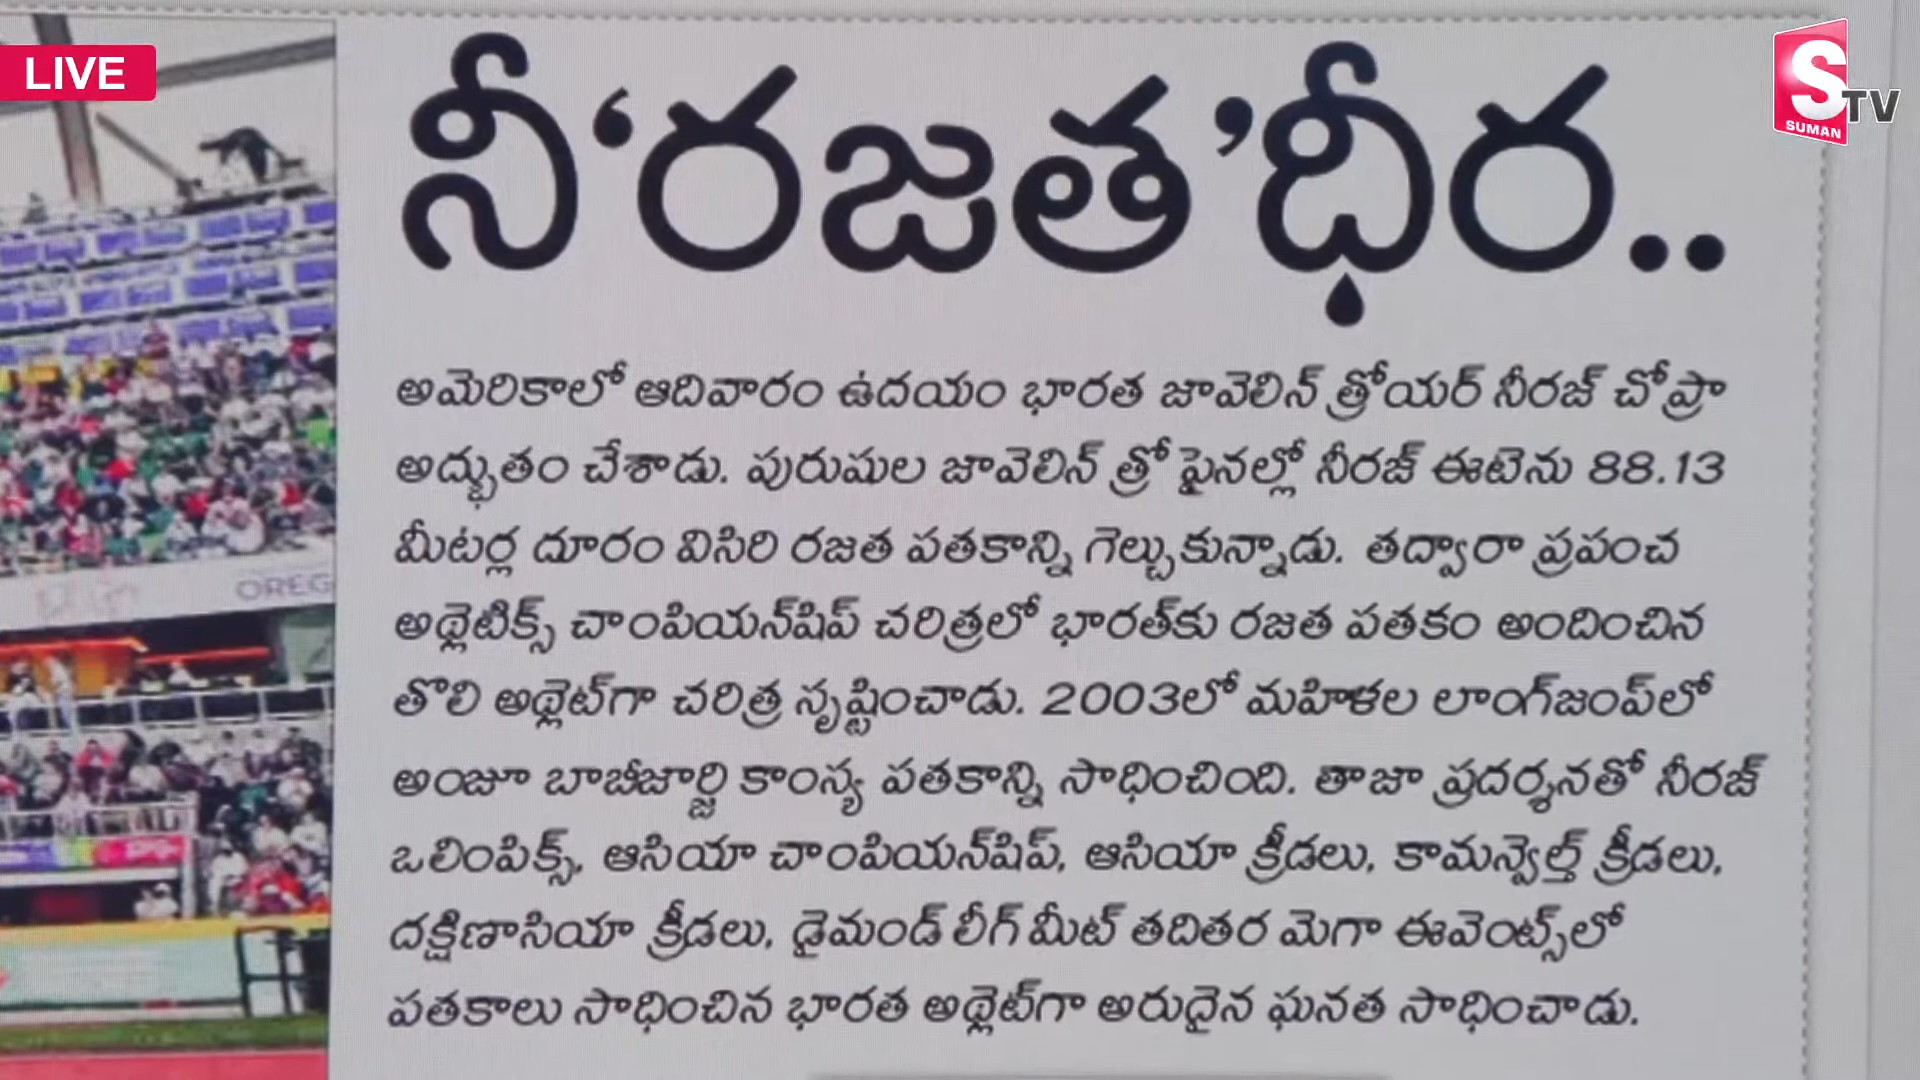 LIVE
S
TV
SUMAN
నీ‘రజత’ధీర..
అమెరికాలో ఆదివారం ఉదయం భారత జావెలిన్ త్రోయర్ నీరజ్ చోప్రా
అద్భుతం చేశాడు. పురుషుల జావెలిన్ త్రో ఫైనల్లో నీరజ్ ఈటెను 88.13
మీటర్ల దూరం విసిరి రజత పతకాన్ని గెల్చుకున్నాడు. తద్వారా ప్రపంచ
అథ్లెటిక్స్ చాంపియన్‌షిప్ చరిత్రలో భారత్‌కు రజత పతకం అందించిన
తొలి అథ్లెట్‌గా చరిత్ర సృష్టించాడు. 2003లో మహిళల లాంగ్‌జంప్‌లో
అంజూ బాబీజార్జి కాంస్య పతకాన్ని సాధించింది. తాజా ప్రదర్శనతో నీరజ్
ఒలింపిక్స్, ఆసియా చాంపియన్‌షిప్, ఆసియా క్రీడలు, కామన్వెల్త్ క్రీడలు,
దక్షిణాసియా క్రీడలు, డైమండ్ లీగ్ మీట్ తదితర మెగా ఈవెంట్స్‌లో
పతకాలు సాధించిన భారత అథ్లెట్‌గా అరుదైన ఘనత సాధించాడు.
OREG